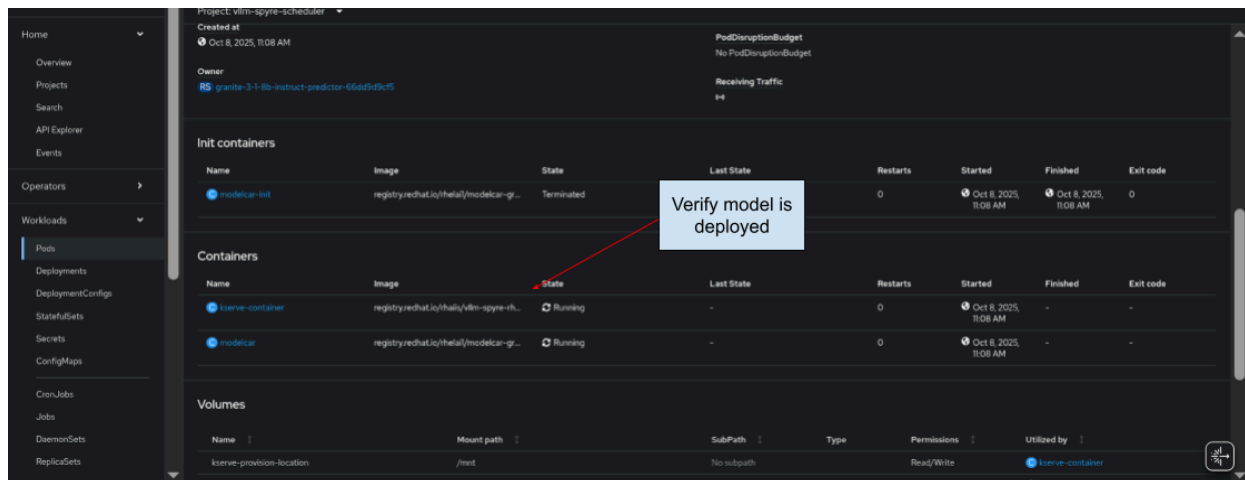 Project: vllm-spyre-scheduler
Home
Overview
Projects
Search
API Explorer
Events
Operators
Workloads
Pods
Deployments
DeploymentConfigs
StatefulSets
Secrets
ConfigMaps
CronJobs
Jobs
DaemonSets
ReplicaSets
Created at
Oct 8, 2025, 11:08 AM
Owner
RS granite-3-1-8b-instruct-predictor-66dd9d9cf5
PodDisruptionBudget
No PodDisruptionBudget
Receiving Traffic
Init containers
Name Image State Last State Restarts Started Finished Exit code
C modelcar-init registry.redhat.io/rhelai1/modelcar-gr... Terminated 0 Oct 8, 2025, 11:08 AM Oct 8, 2025, 11:08 AM 0
Verify model is
deployed
Containers
Name Image State Last State Restarts Started Finished Exit code
C kserve-container registry.redhat.io/rhaiis/vllm-spyre-rh... Running - 0 Oct 8, 2025, 11:08 AM - -
C modelcar registry.redhat.io/rhelai1/modelcar-gr... Running - 0 Oct 8, 2025, 11:08 AM - -
Volumes
Name Mount path SubPath Type Permissions Utilized by
kserve-provision-location /mnt No subpath Read/Write C kserve-container